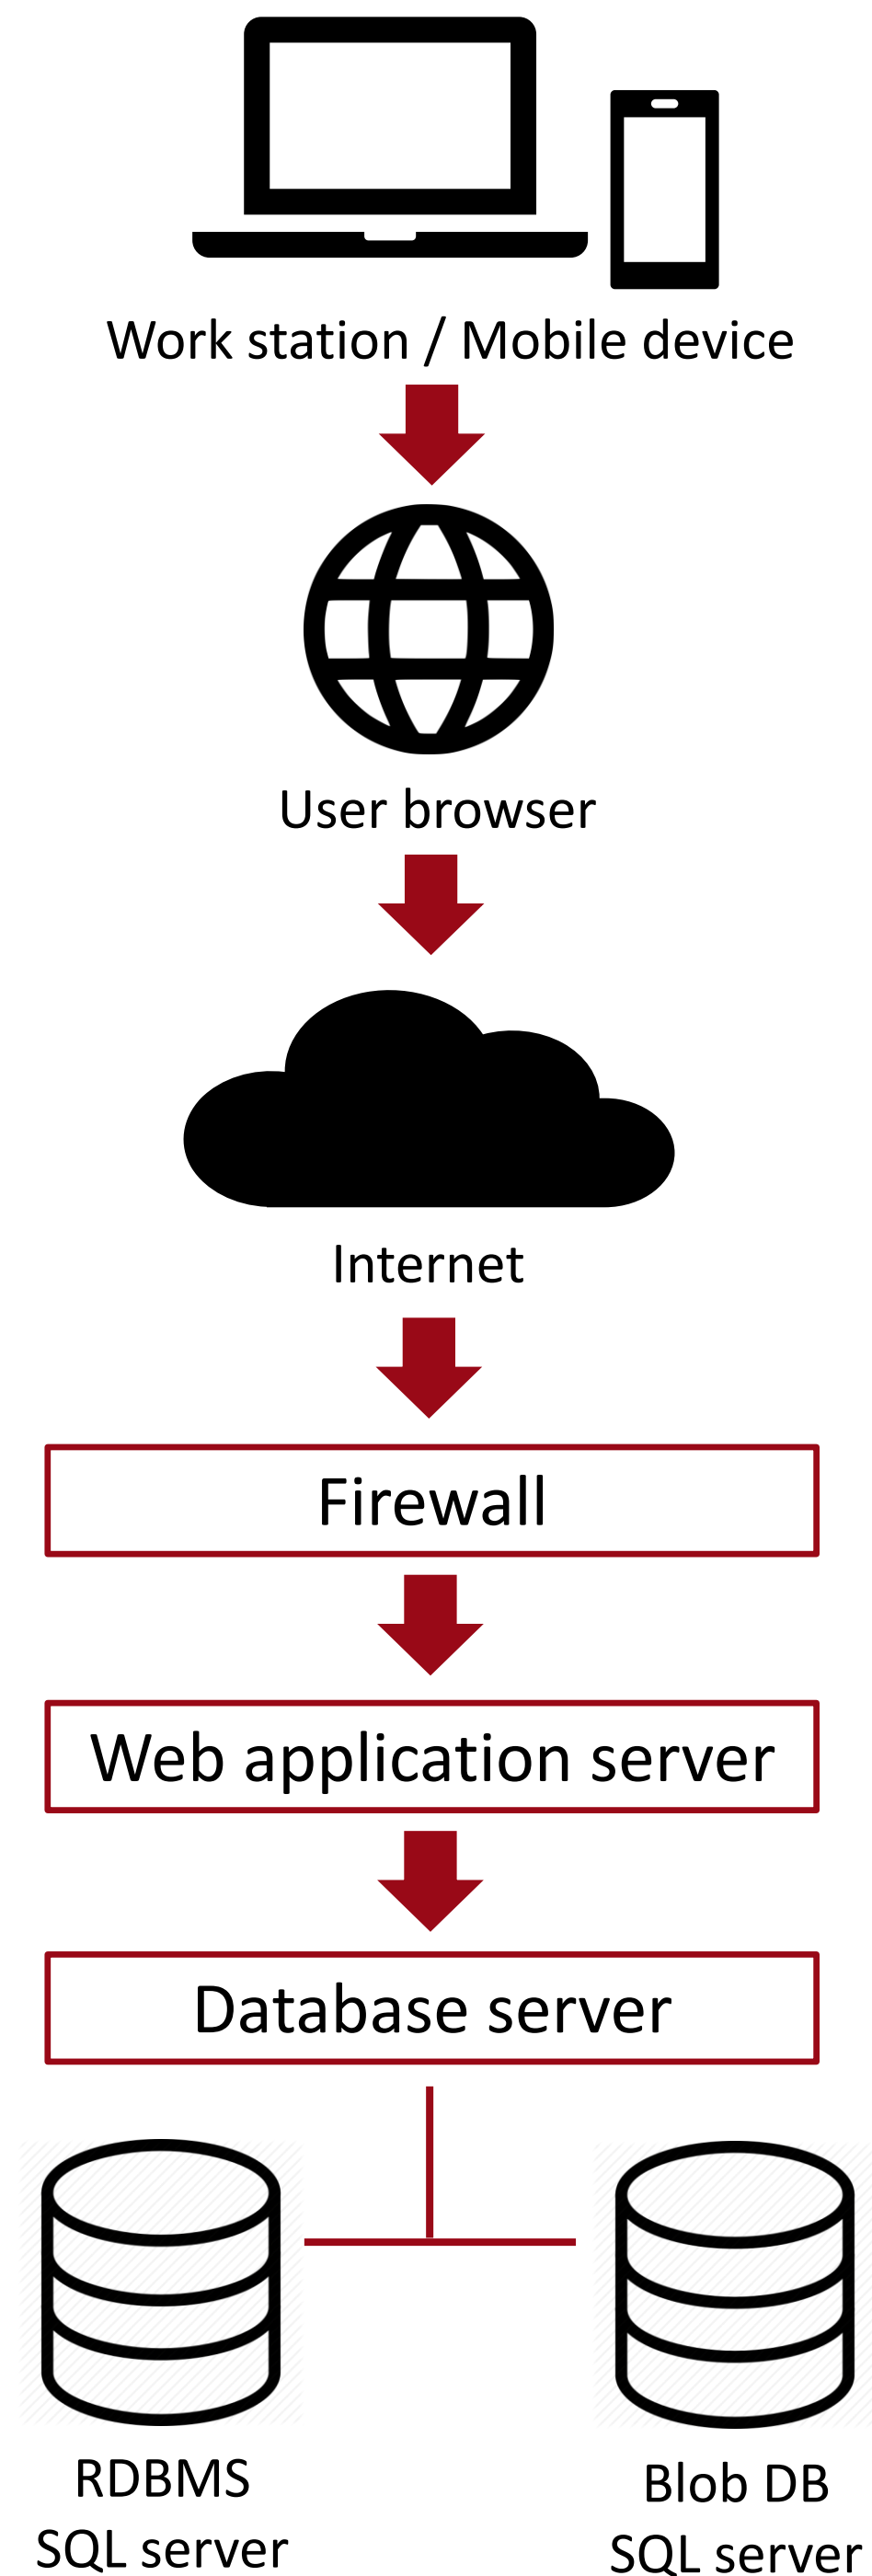 Work station / Mobile device
User browser
Internet
Firewall
Web application server
Database server
RDBMS
SQL server
Blob DB
SQL server